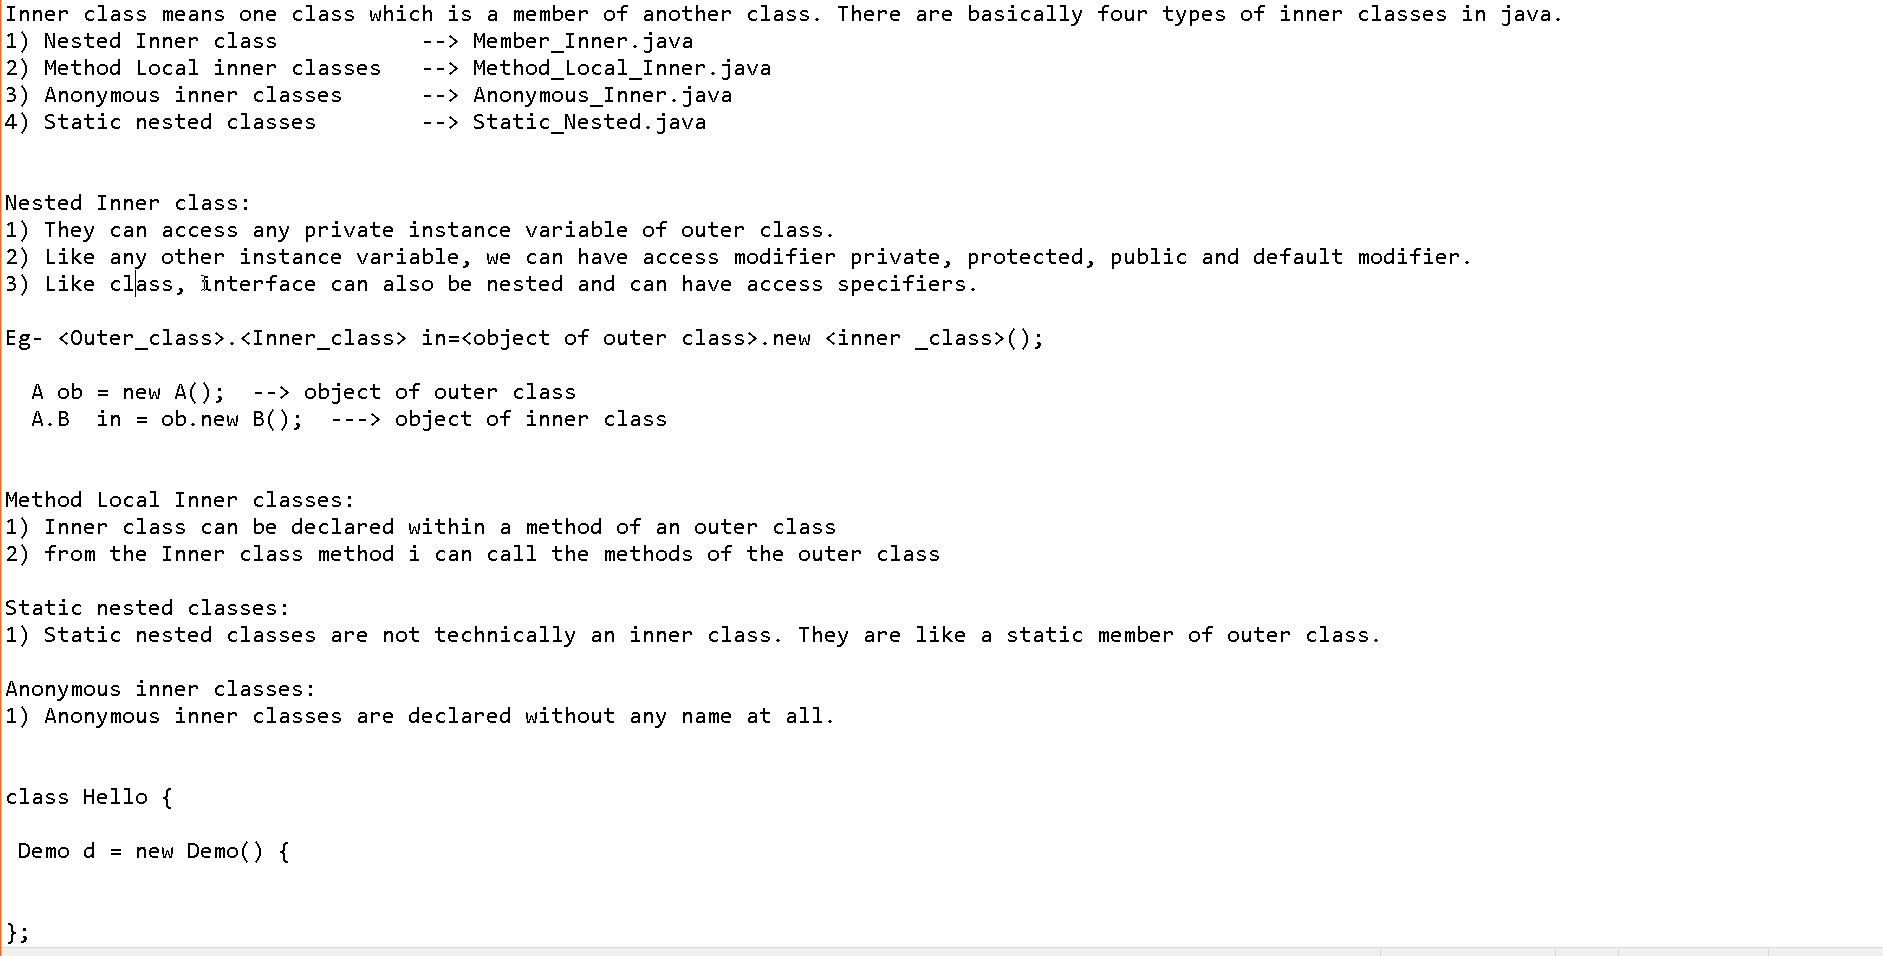 Inner class means one class which is a member of another class. There are basically four types of inner classes in java.
1) Nested Inner class           --> Member_Inner.java
2) Method Local inner classes   --> Method_Local_Inner.java
3) Anonymous inner classes      --> Anonymous_Inner.java
4) Static nested classes        --> Static_Nested.java
Nested Inner class:
1) They can access any private instance variable of outer class.
2) Like any other instance variable, we can have access modifier private, protected, public and default modifier.
3) Like class, interface can also be nested and can have access specifiers.
Eg- <Outer_class>.<Inner_class> in=<object of outer class>.new <inner _class>();
  A ob = new A();  --> object of outer class
  A.B  in = ob.new B();  ---> object of inner class
Method Local Inner classes:
1) Inner class can be declared within a method of an outer class
2) from the Inner class method i can call the methods of the outer class
Static nested classes:
1) Static nested classes are not technically an inner class. They are like a static member of outer class.
Anonymous inner classes:
1) Anonymous inner classes are declared without any name at all.
class Hello {
 Demo d = new Demo() {
};